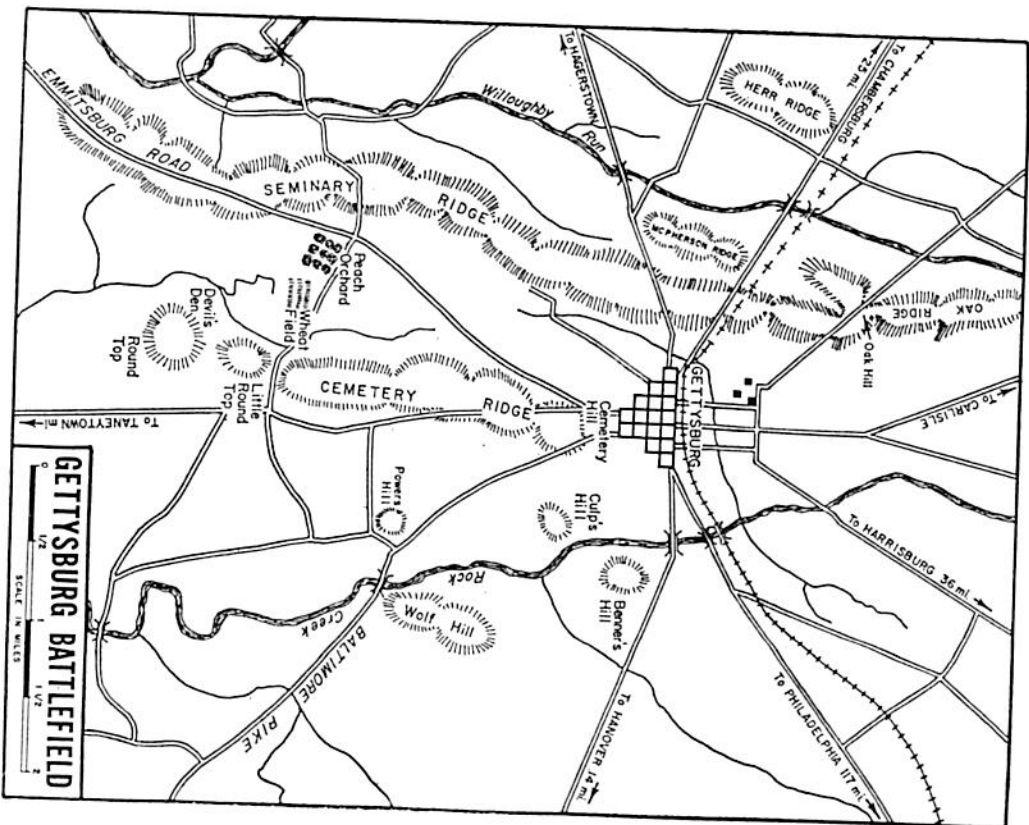 To HAGERSTOWN
To CHAMBERSBURG
25 mi.
HERR RIDGE
Willoughby
Run
EMMITSBURG
ROAD
SEMINARY
RIDGE
McPHERSON RIDGE
OAK
RIDGE
Oak Hill
Peach
Orchard
Wheat
Field
Devil's
Den
Round
Top
Little
Round
Top
CEMETERY
RIDGE
Cemetery
Hill
GETTYSBURG
To CARLISLE
To TANEYTOWN mi.
Powers
Hill
Culp's
Hill
Benner's
Hill
To HARRISBURG 36 mi.
Rock
Creek
Wolf Hill
BALTIMORE
PIKE
To HANOVER 14 mi.
To PHILADELPHIA 117 mi.
GETTYSBURG BATTLEFIELD
0 1/2 1 1 1/2 2
SCALE IN MILES